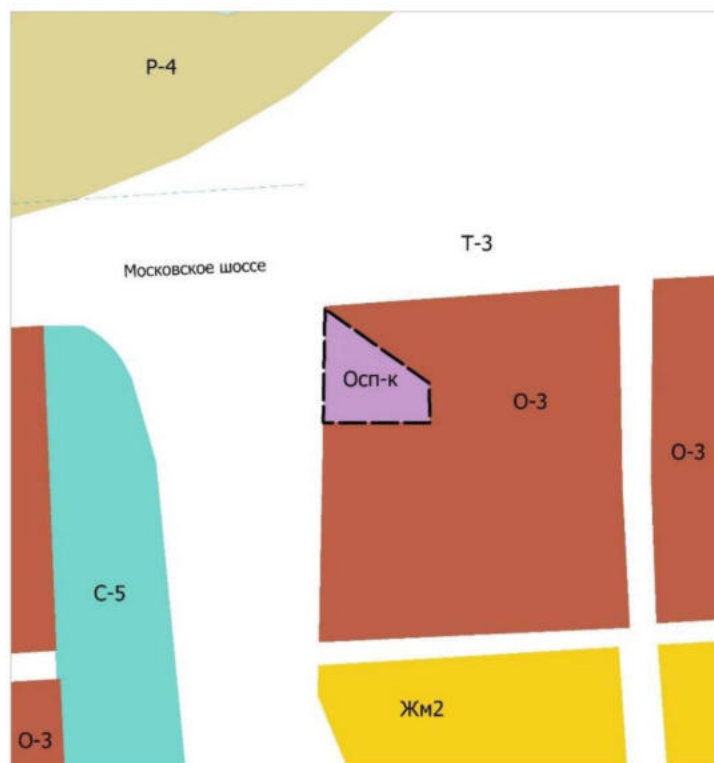 Р-4
Т-3
Московское шоссе
Осп-к
О-3
О-3
С-5
Жм2
О-3